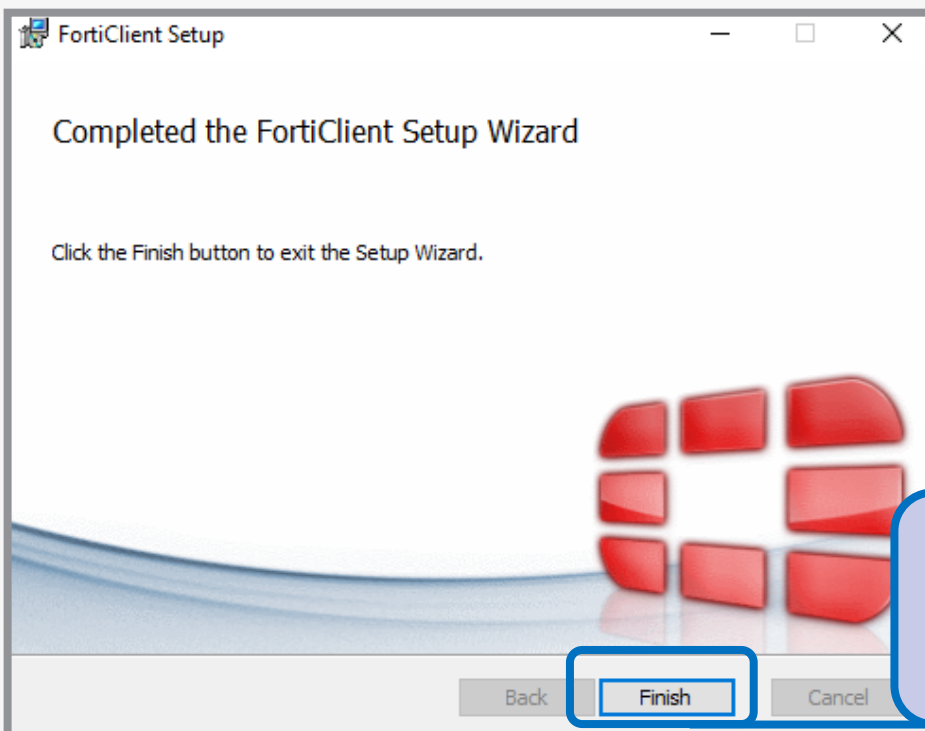 FortiClient Setup
Completed the FortiClient Setup Wizard
Click the Finish button to exit the Setup Wizard.
Back Finish Cancel